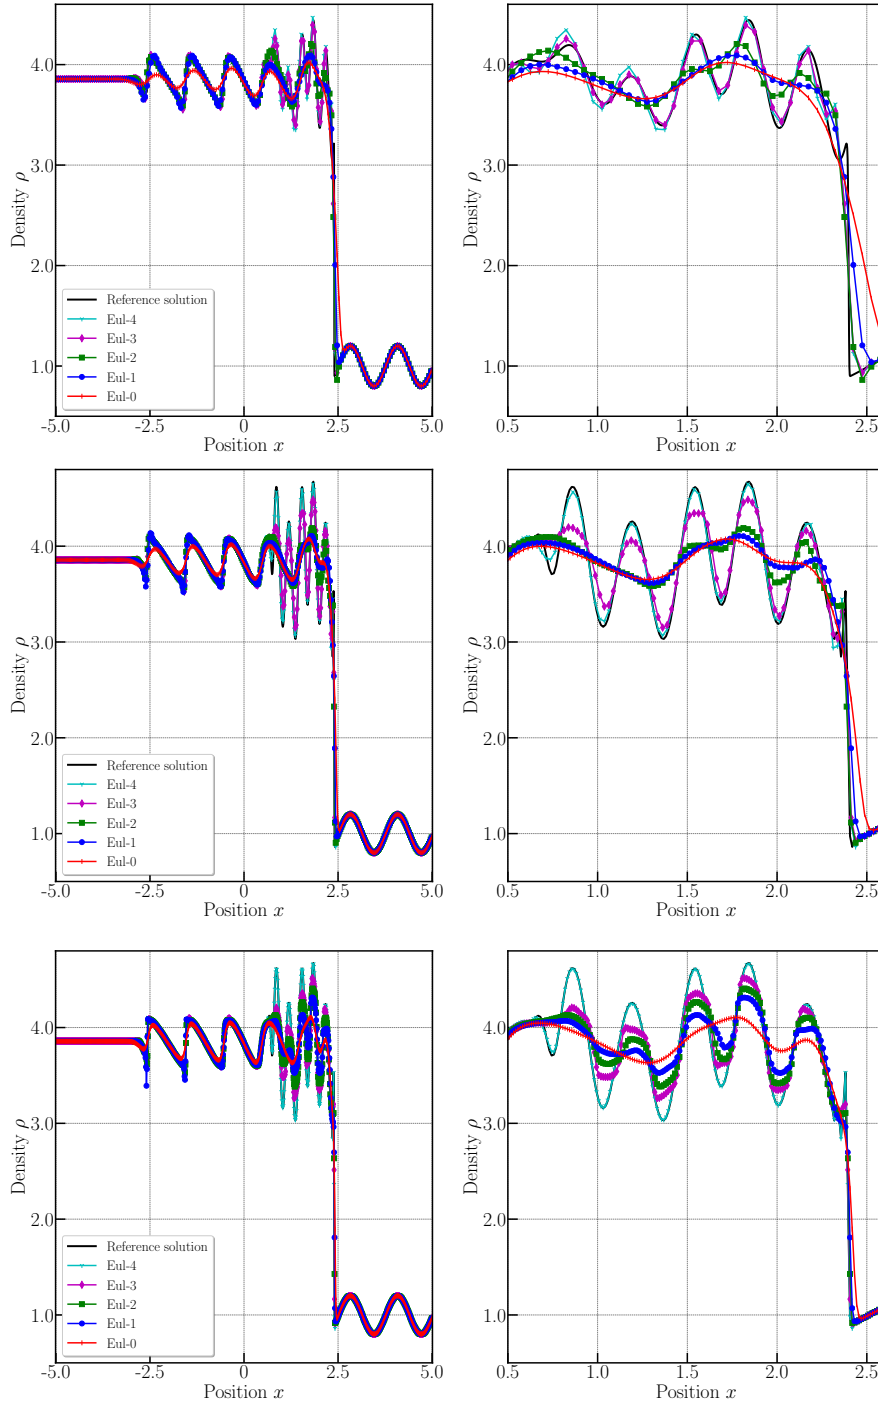 4.0
3.0
2.0
1.0
Density ρ
Reference solution
Eul-4
Eul-3
Eul-2
Eul-1
Eul-0
-5.0 -2.5 0 2.5 5.0
Position x
4.0
3.0
2.0
1.0
Density ρ
0.5 1.0 1.5 2.0 2.5
Position x
4.0
3.0
2.0
1.0
Density ρ
Reference solution
Eul-4
Eul-3
Eul-2
Eul-1
Eul-0
-5.0 -2.5 0 2.5 5.0
Position x
4.0
3.0
2.0
1.0
Density ρ
0.5 1.0 1.5 2.0 2.5
Position x
4.0
3.0
2.0
1.0
Density ρ
Reference solution
Eul-4
Eul-3
Eul-2
Eul-1
Eul-0
-5.0 -2.5 0 2.5 5.0
Position x
4.0
3.0
2.0
1.0
Density ρ
0.5 1.0 1.5 2.0 2.5
Position x